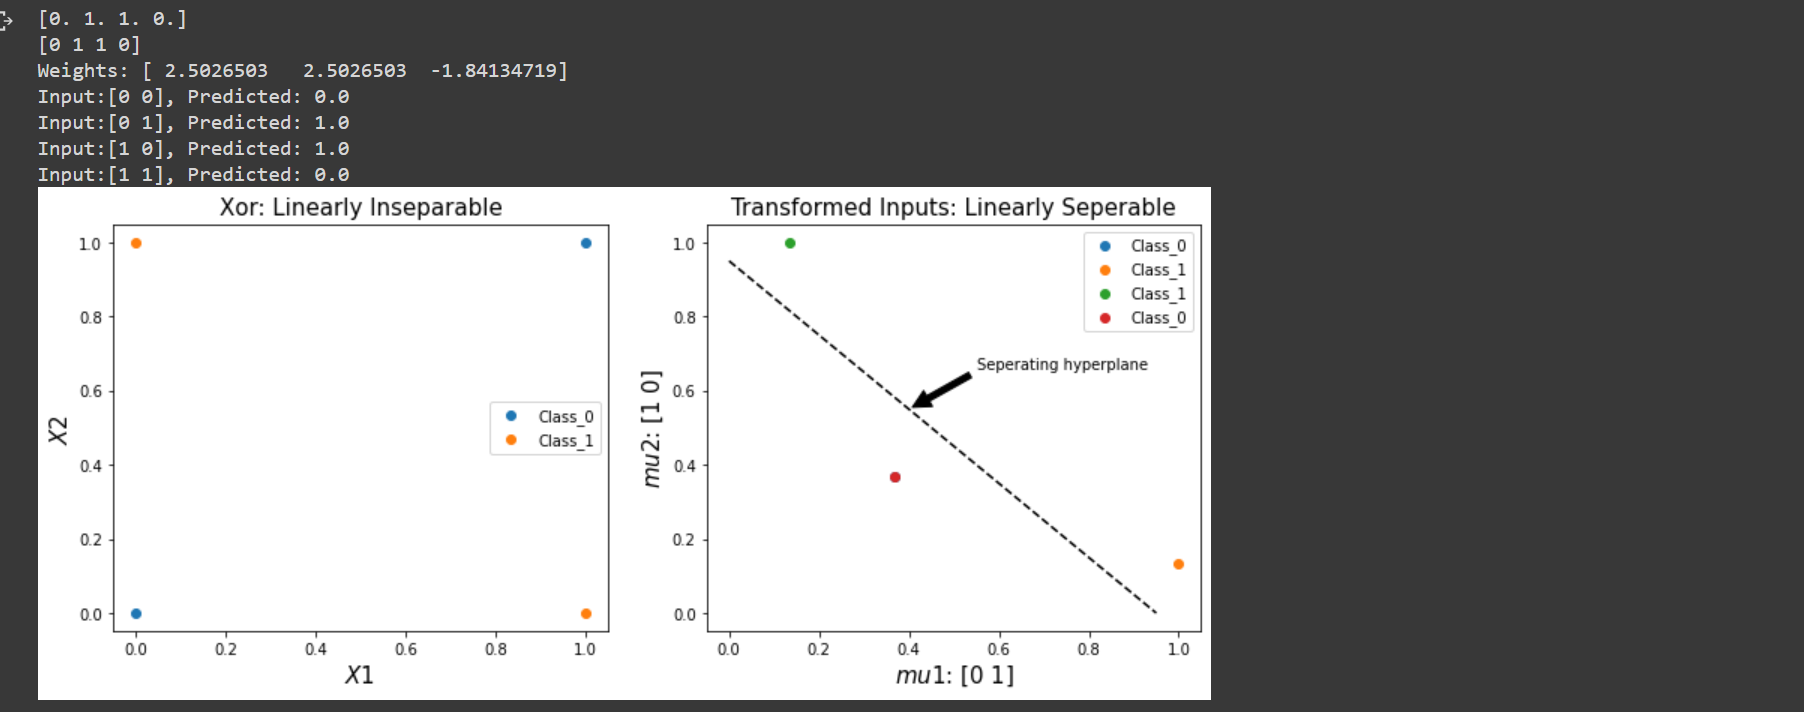 [0. 1. 1. 0.]
[0 1 1 0]
Weights: [ 2.5026503   2.5026503  -1.84134719]
Input:[0 0], Predicted: 0.0
Input:[0 1], Predicted: 1.0
Input:[1 0], Predicted: 1.0
Input:[1 1], Predicted: 0.0
Xor: Linearly Inseparable
1.0
0.8
0.6
0.4
0.2
0.0
X2
Class_0
Class_1
0.0 0.2 0.4 0.6 0.8 1.0
X1
Transformed Inputs: Linearly Seperable
1.0
0.8
0.6
0.4
0.2
0.0
mu2: [1 0]
Class_0
Class_1
Class_1
Class_0
Seperating hyperplane
0.0 0.2 0.4 0.6 0.8 1.0
mu1: [0 1]